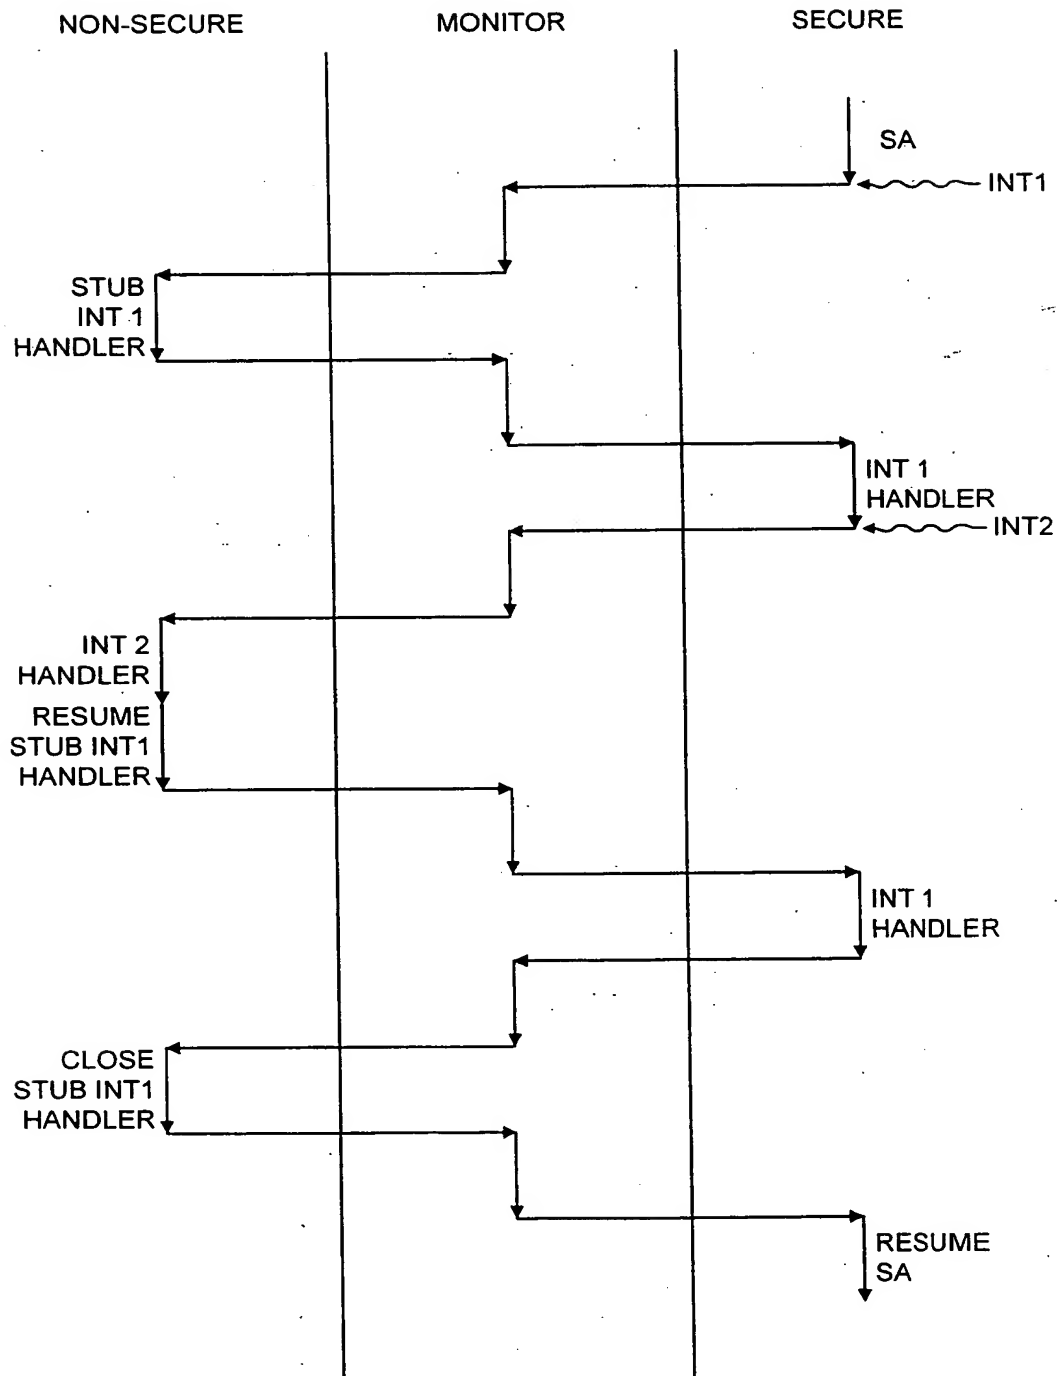 NON-SECURE
MONITOR
SECURE
SA
INT1
STUB
INT 1
HANDLER
INT 1
HANDLER
INT2
INT 2
HANDLER
RESUME
STUB INT1
HANDLER
INT 1
HANDLER
CLOSE
STUB INT1
HANDLER
RESUME
SA